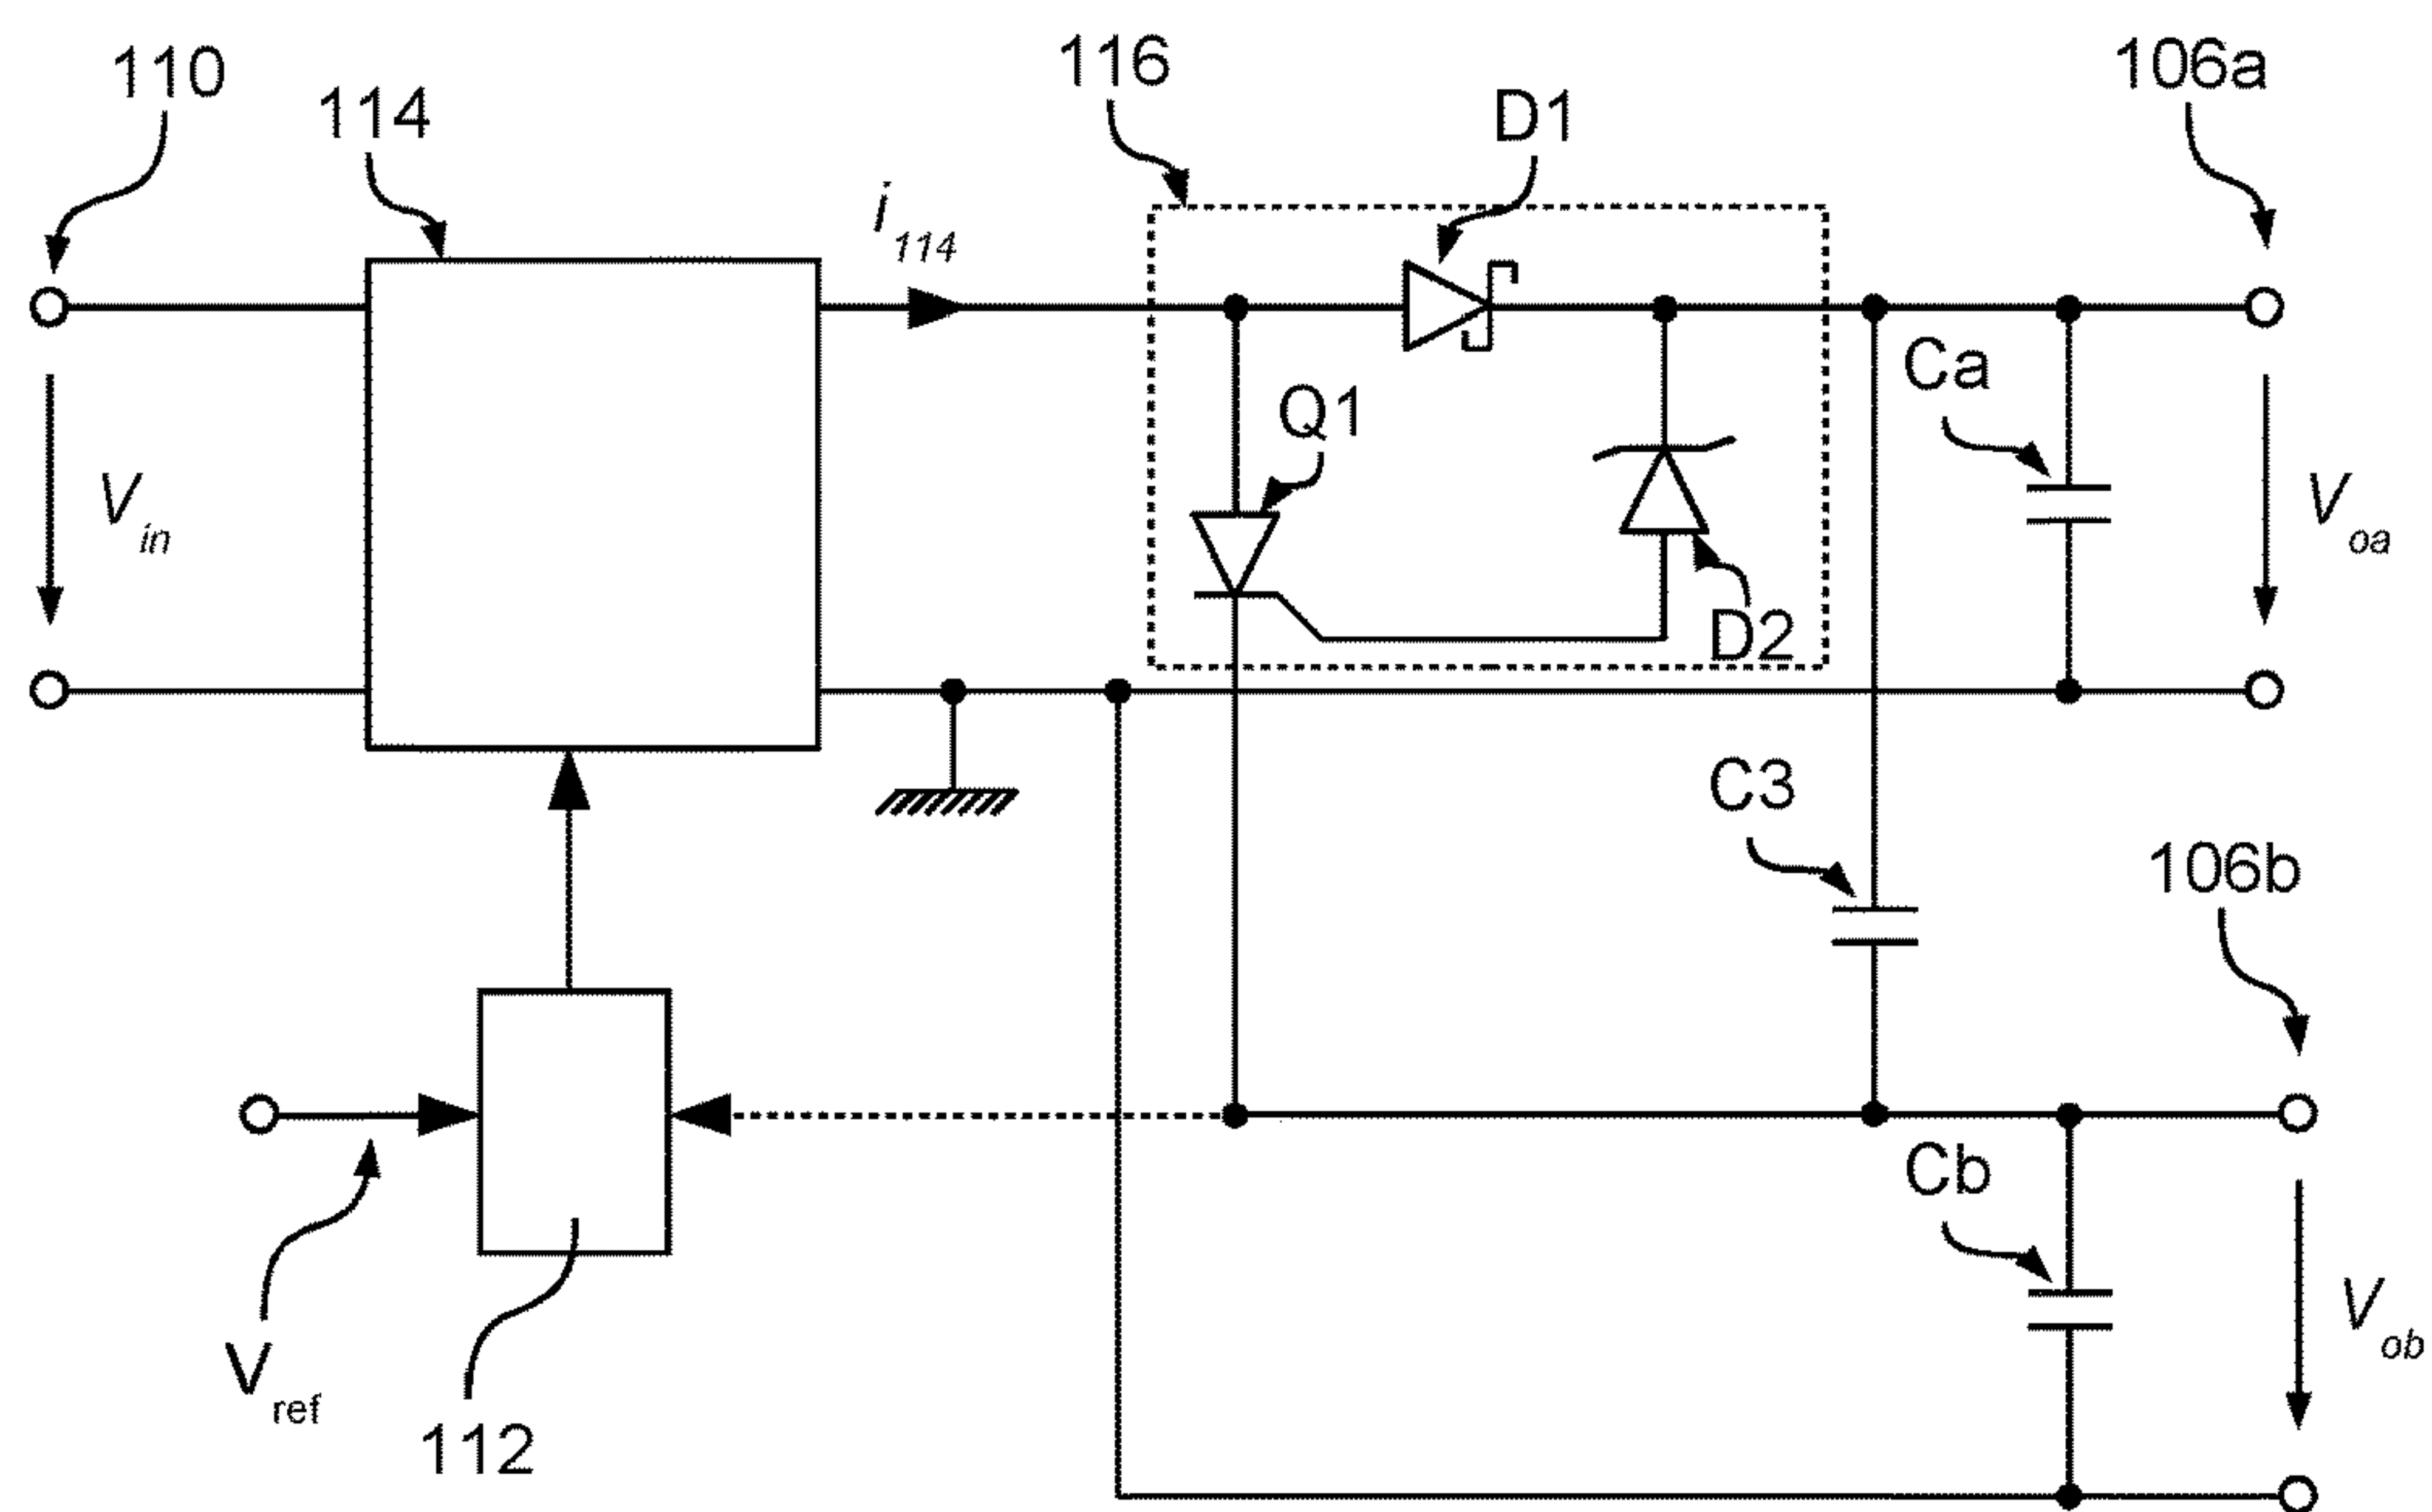 110
114
116
D1
106a
i114
Q1
Ca
Vin
Voa
D2
C3
106b
Cb
Vref
112
Vob